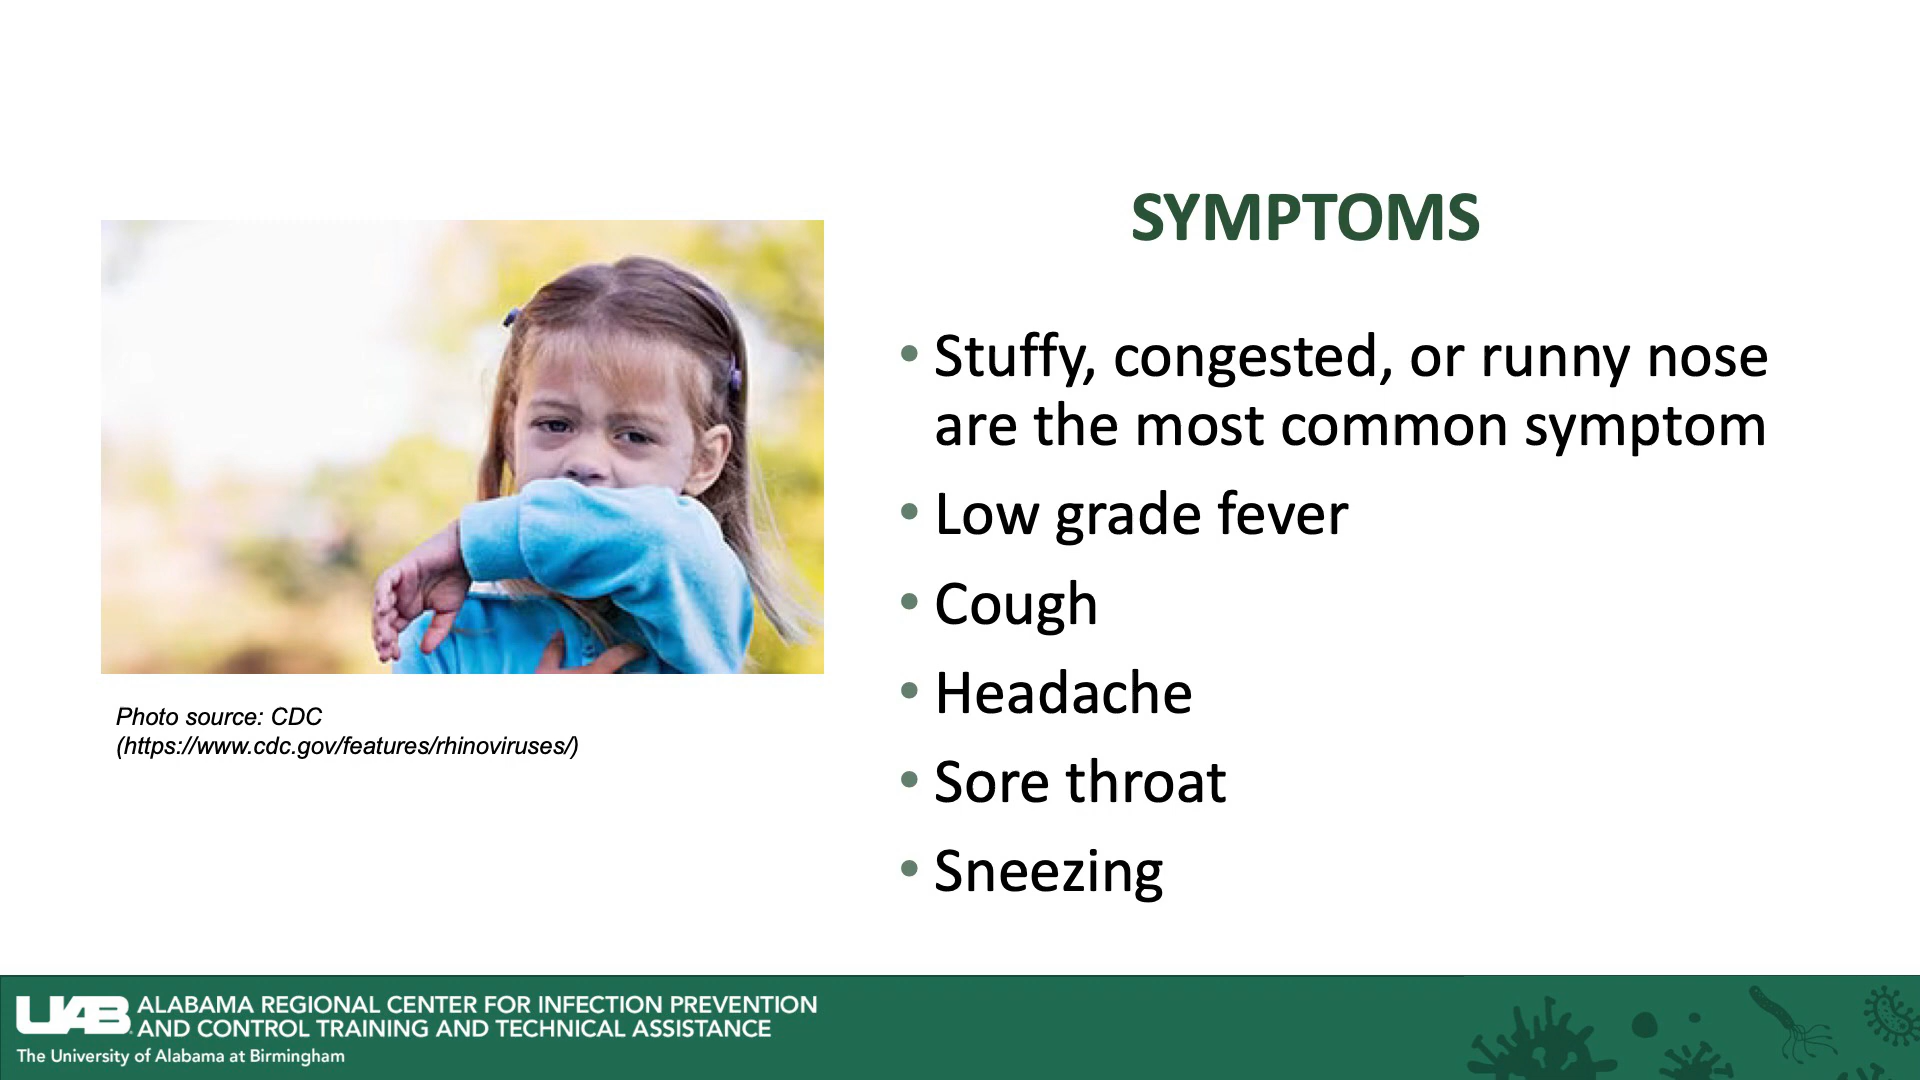 SYMPTOMS
• Stuffy, congested, or runny nose
are the most common symptom
• Low grade fever
• Cough
• Headache
• Sore throat
• Sneezing
Photo source: CDC
(https://www.cdc.gov/features/rhinoviruses/)
UAB ALABAMA REGIONAL CENTER FOR INFECTION PREVENTION
AND CONTROL TRAINING AND TECHNICAL ASSISTANCE
The University of Alabama at Birmingham